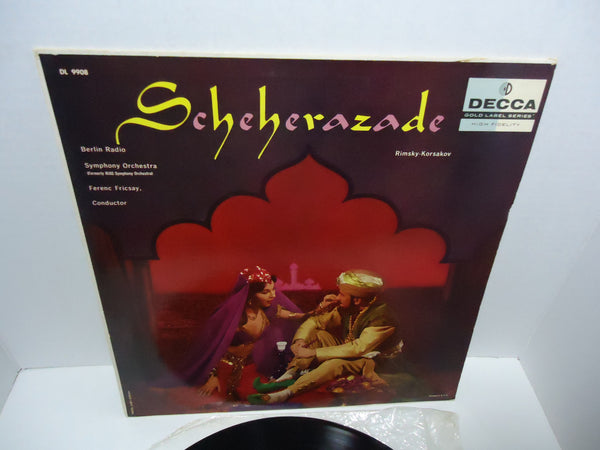 DL 9908
Scheherazade
DECCA
GOLD LABEL SERIES
HIGH FIDELITY
Berlin Radio
Symphony Orchestra
(formerly RIAS Symphony Orchestra)
Ferenc Fricsay,
Conductor
Rimsky-Korsakov